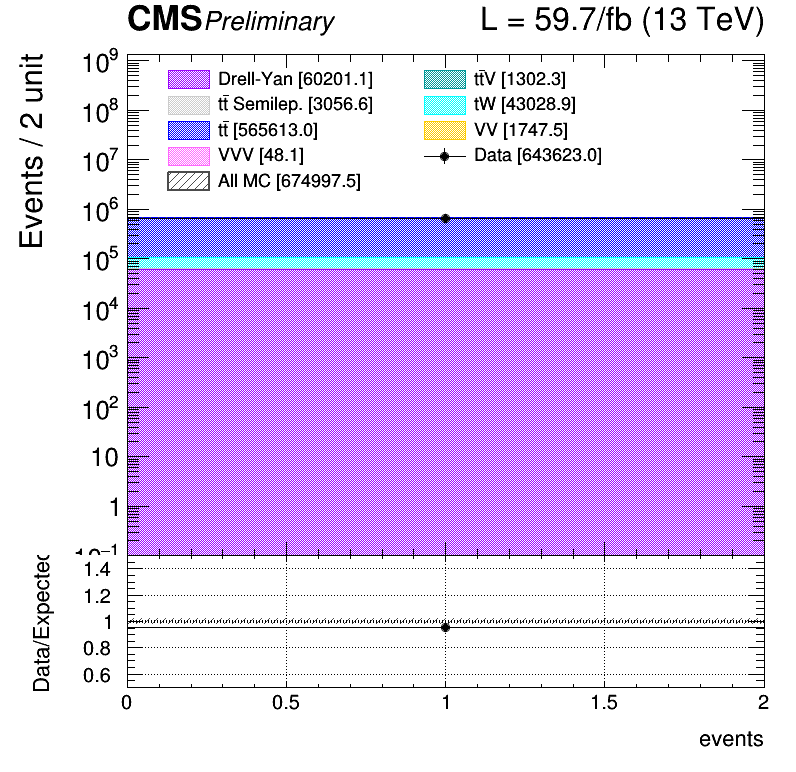 CMS Preliminary L = 59.7/fb (13 TeV)
Events / 2 unit
10⁹
10⁸
10⁷
10⁶
10⁵
10⁴
10³
10²
10
1
10⁻¹
Drell-Yan [60201.1]
tt̄ Semilep. [3056.6]
tt̄ [565613.0]
VVV [48.1]
All MC [674997.5]
tt̄V [1302.3]
tW [43028.9]
VV [1747.5]
Data [643623.0]
Data/Expected
1.4
1.2
1
0.8
0.6
0 0.5 1 1.5 2
events